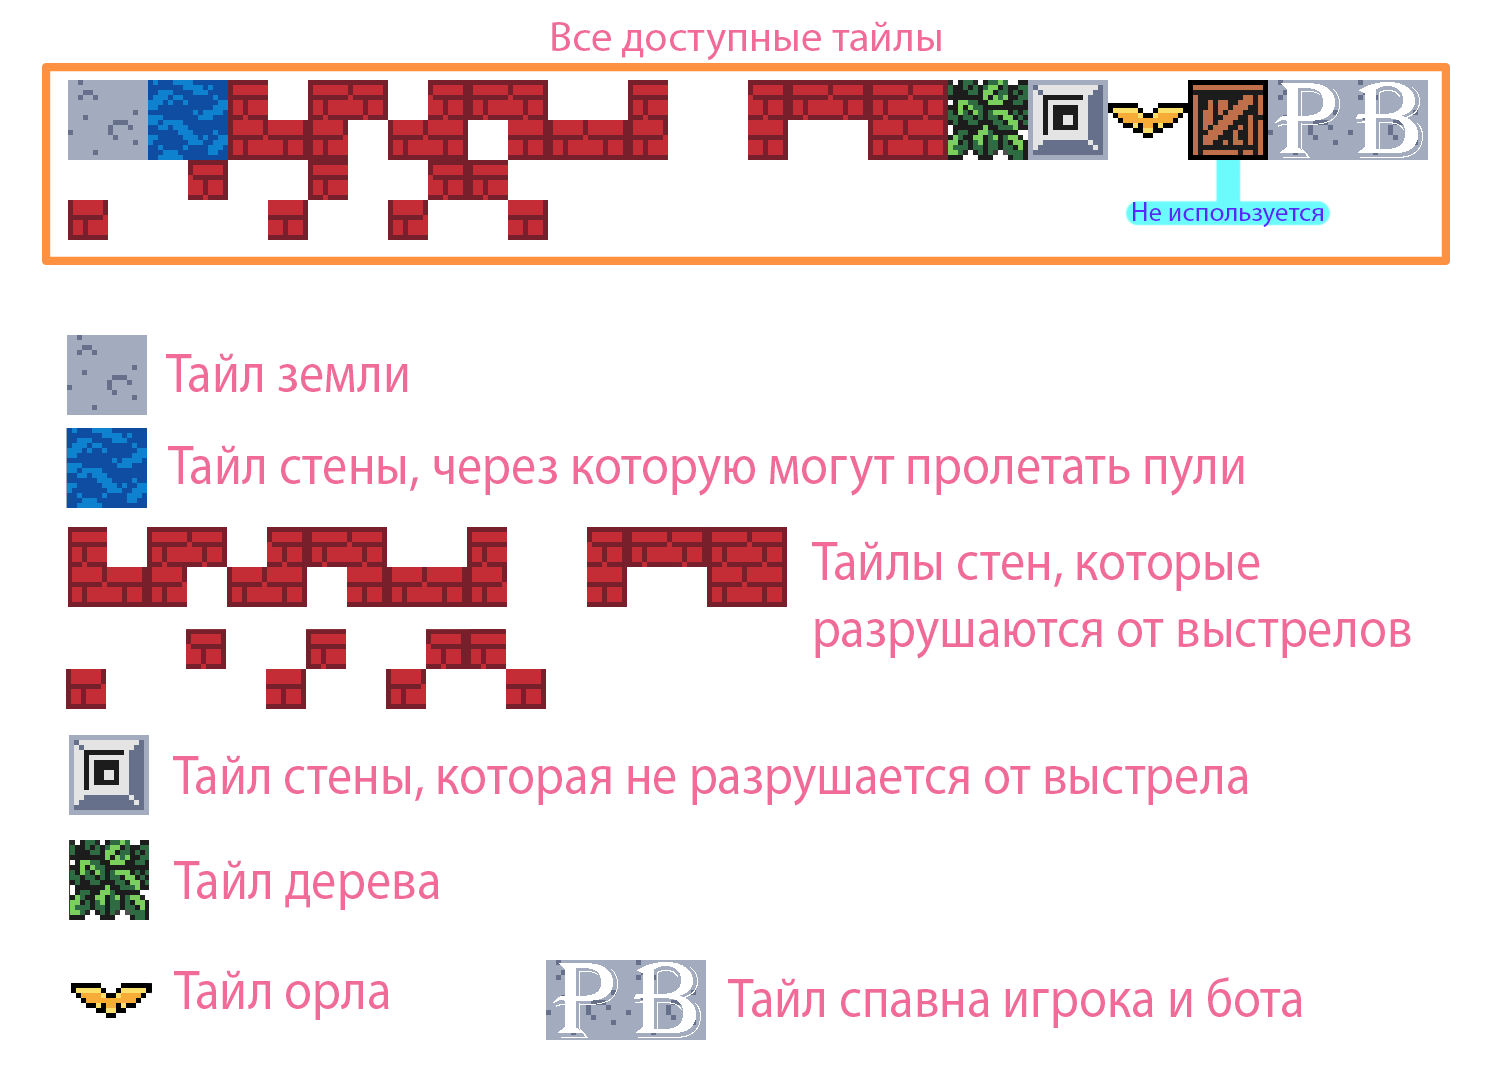 Все доступные тайлы
P B
Не используется
Тайл земли
Тайл стены, через которую могут пролетать пули
Тайлы стен, которые
разрушаются от выстрелов
Тайл стены, которая не разрушается от выстрела
Тайл дерева
Тайл орла
P B
Тайл спавна игрока и бота